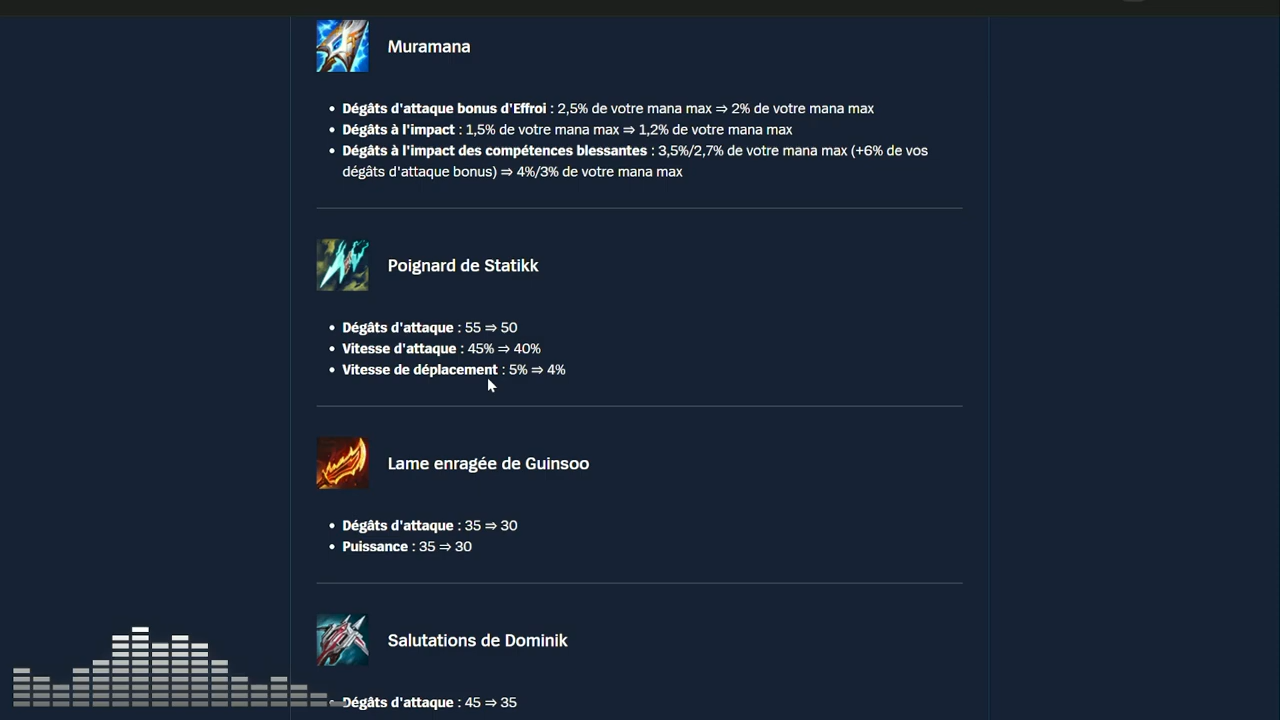 Muramana
• Dégâts d'attaque bonus d'Effroi : 2,5% de votre mana max ⇒ 2% de votre mana max
• Dégâts à l'impact : 1,5% de votre mana max ⇒ 1,2% de votre mana max
• Dégâts à l'impact des compétences blessantes : 3,5%/2,7% de votre mana max (+6% de vos
dégâts d'attaque bonus) ⇒ 4%/3% de votre mana max
Poignard de Statikk
• Dégâts d'attaque : 55 ⇒ 50
• Vitesse d'attaque : 45% ⇒ 40%
• Vitesse de déplacement : 5% ⇒ 4%
Lame enragée de Guinsoo
• Dégâts d'attaque : 35 ⇒ 30
• Puissance : 35 ⇒ 30
Salutations de Dominik
• Dégâts d'attaque : 45 ⇒ 35